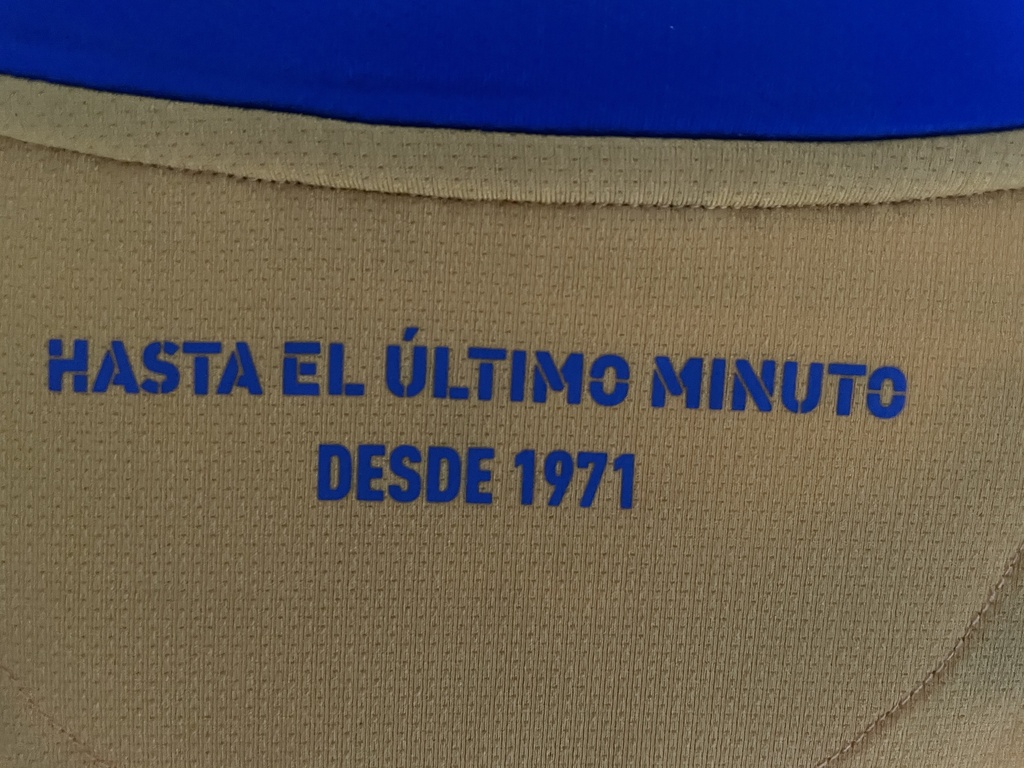 HASTA EL ÚLTIMO MINUTO
DESDE 1971